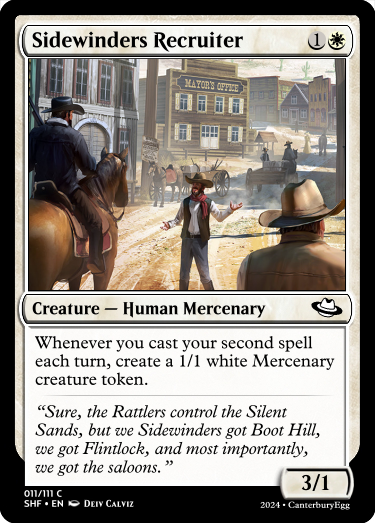 Sidewinders Recruiter 1
MAYOR'S OFFICE
Creature — Human Mercenary
Whenever you cast your second spell
each turn, create a 1/1 white Mercenary
creature token.
“Sure, the Rattlers control the Silent
Sands, but we Sidewinders got Boot Hill,
we got Flintlock, and most importantly,
we got the saloons.”
3/1
011/111 C
SHF • EN Deiv Calviz
2024 • CanterburyEgg